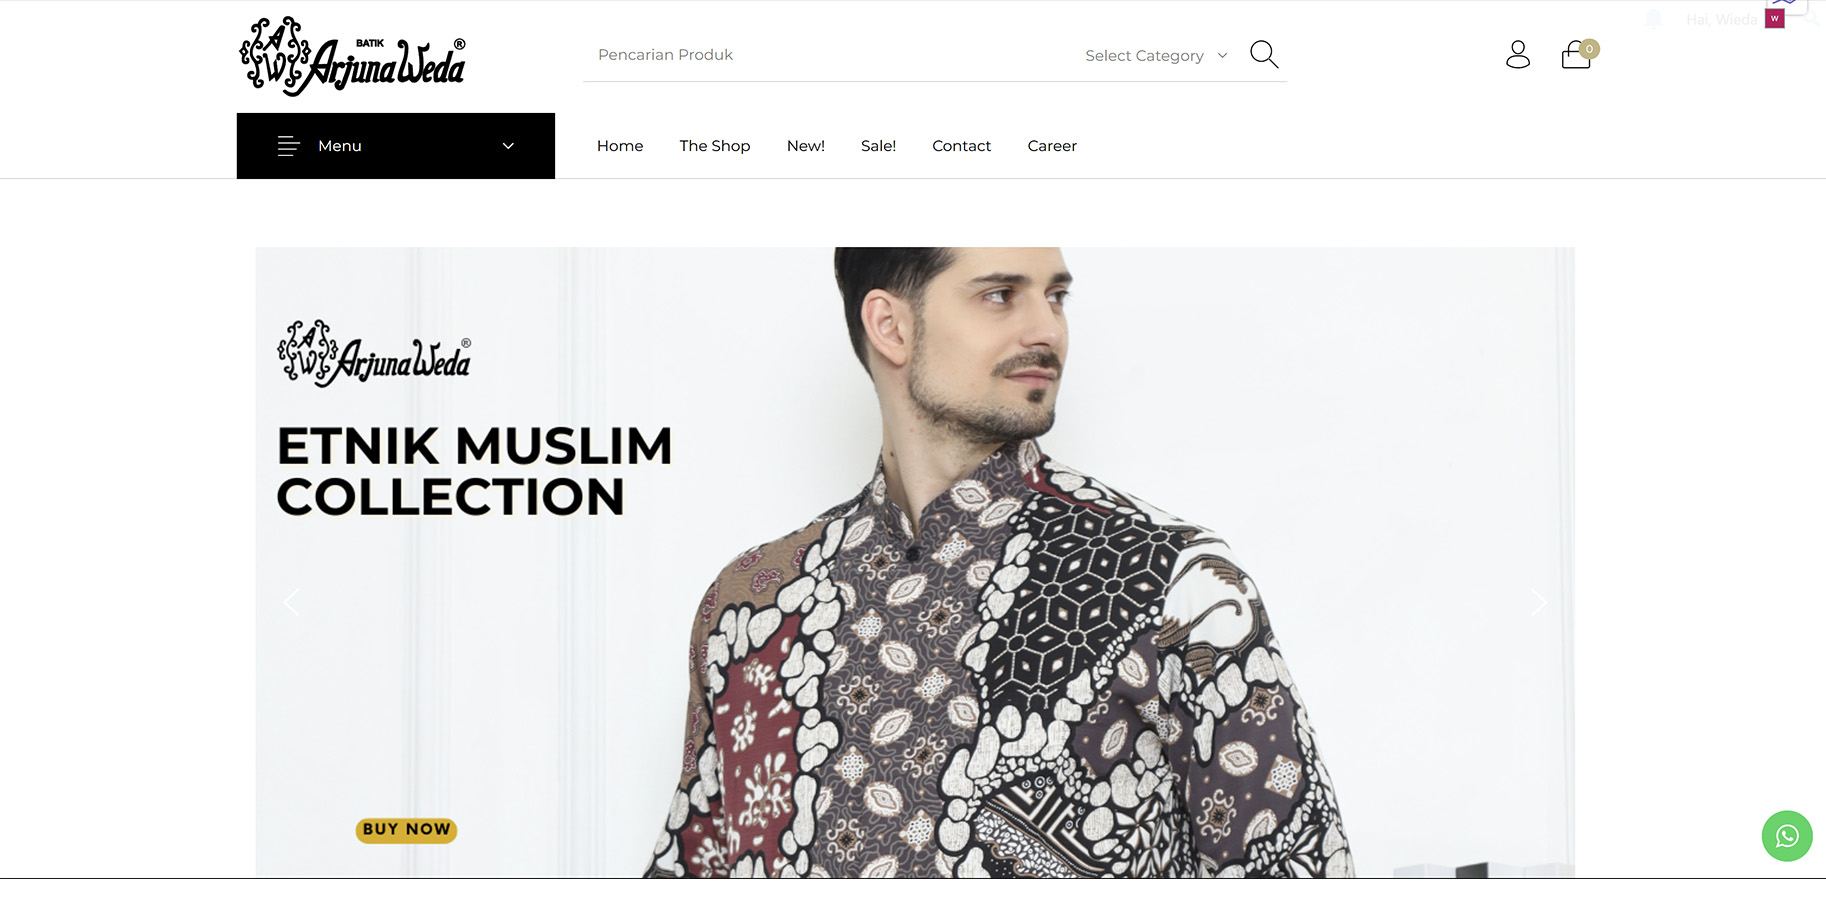 Hai, Wieda
W
AW BATIK ArjunaWeda®
Pencarian Produk
Select Category
0
Menu
Home
The Shop
New!
Sale!
Contact
Career
AW ArjunaWeda®
ETNIK MUSLIM
COLLECTION
BUY NOW